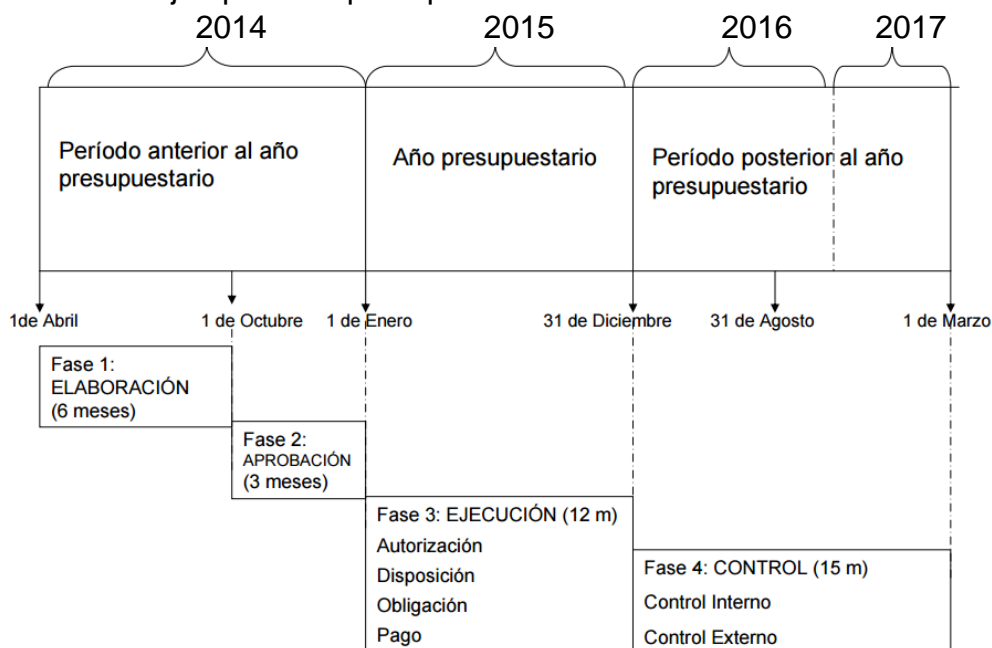 2014
2015
2016
2017
Período anterior al año
presupuestario
Año presupuestario
Período posterior al año
presupuestario
1de Abril
1 de Octubre
1 de Enero
31 de Diciembre
31 de Agosto
1 de Marzo
Fase 1:
ELABORACIÓN
(6 meses)
Fase 2:
APROBACIÓN
(3 meses)
Fase 3: EJECUCIÓN (12 m)
Autorización
Disposición
Obligación
Pago
Fase 4: CONTROL (15 m)
Control Interno
Control Externo